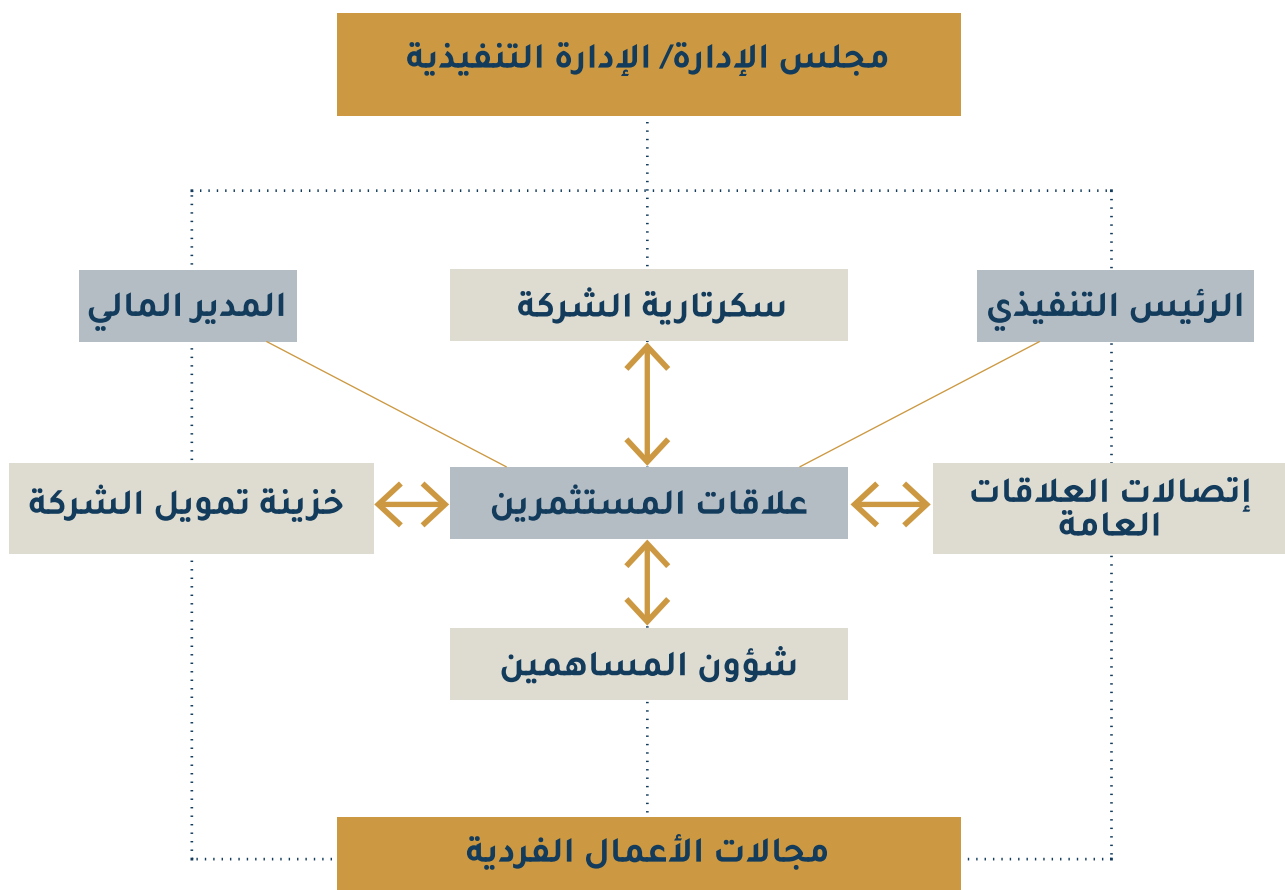 مجلس الإدارة/ الإدارة التنفيذية
الرئيس التنفيذي
سكرتارية الشركة
المدير المالي
إتصالات العلاقات
العامة
علاقات المستثمرين
خزينة تمويل الشركة
شؤون المساهمين
مجالات الأعمال الفردية